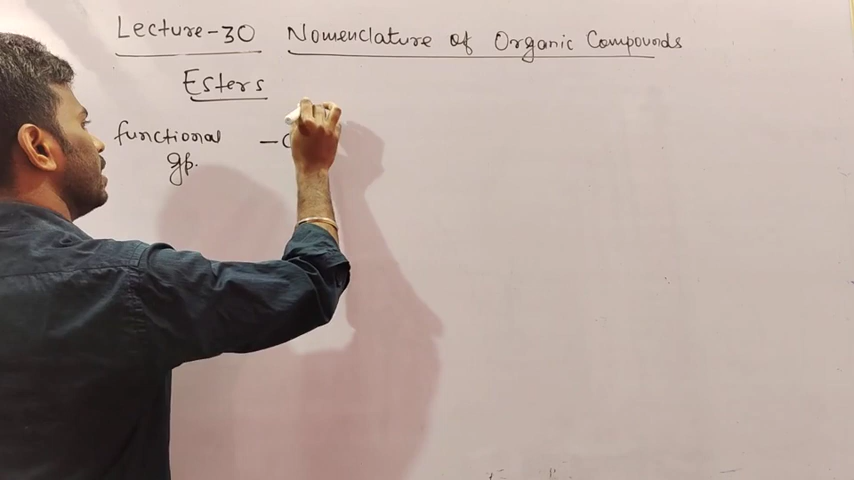 Lecture-30 Nomenclature of Organic Compounds
Esters
functional -C
gp.